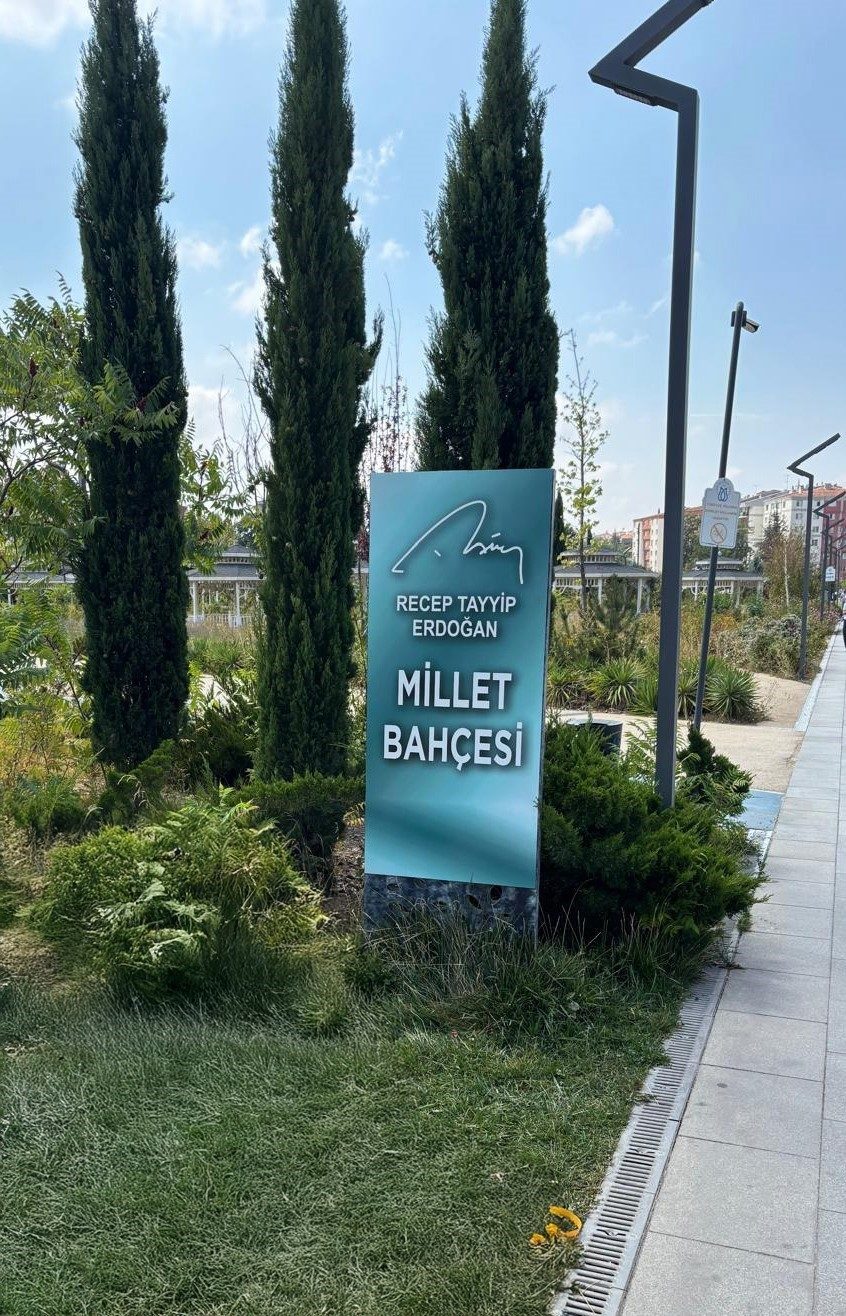 RECEP TAYYİP
ERDOĞAN
MİLLET
BAHÇESİ